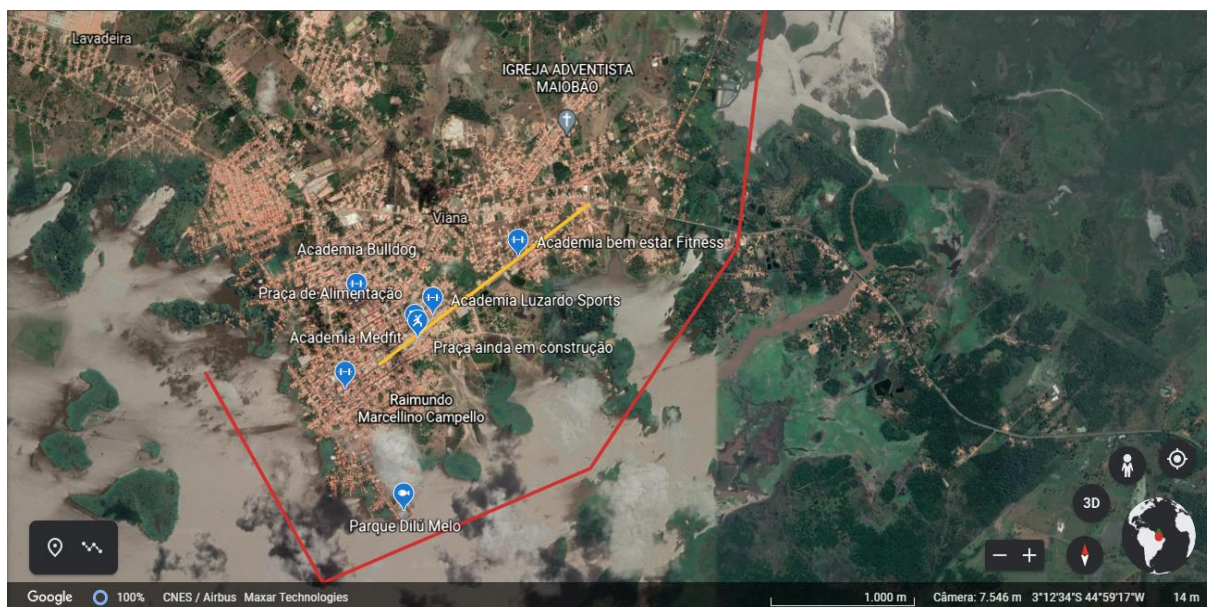 Lavadeira
IGREJA ADVENTISTA
MAIOBÃO
Viana
Academia bem estar Fitness
Academia Bulldog
Praça de Alimentação
Academia Luzardo Sports
Academia Medfit
Praça ainda em construção
Raimundo
Marcellino Campello
Parque Dilú Melo
3D
Google 100% CNES / Airbus Maxar Technologies 1.000 m Câmera: 7.546 m 3°12'34"S 44°59'17"W 14 m